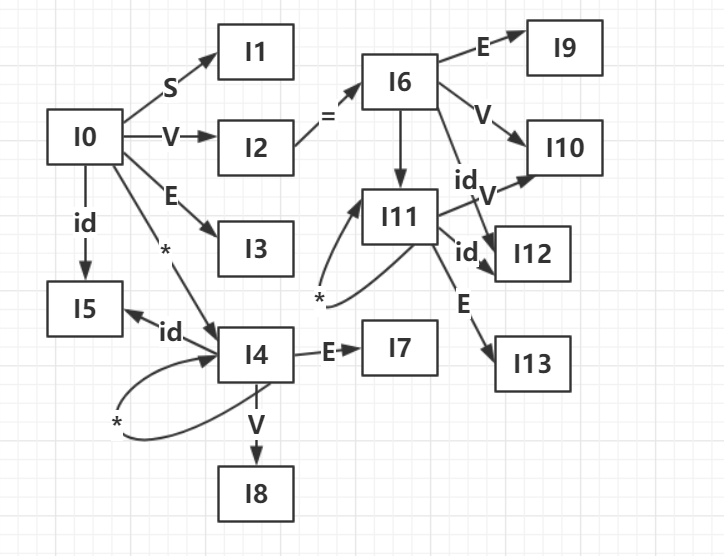 I1
I9
S
E
I6
I0
V
I2
=
V
I10
E
id
V
id
I11
*
I3
id
I12
*
E
I5
id
I4
E
I7
I13
*
V
I8